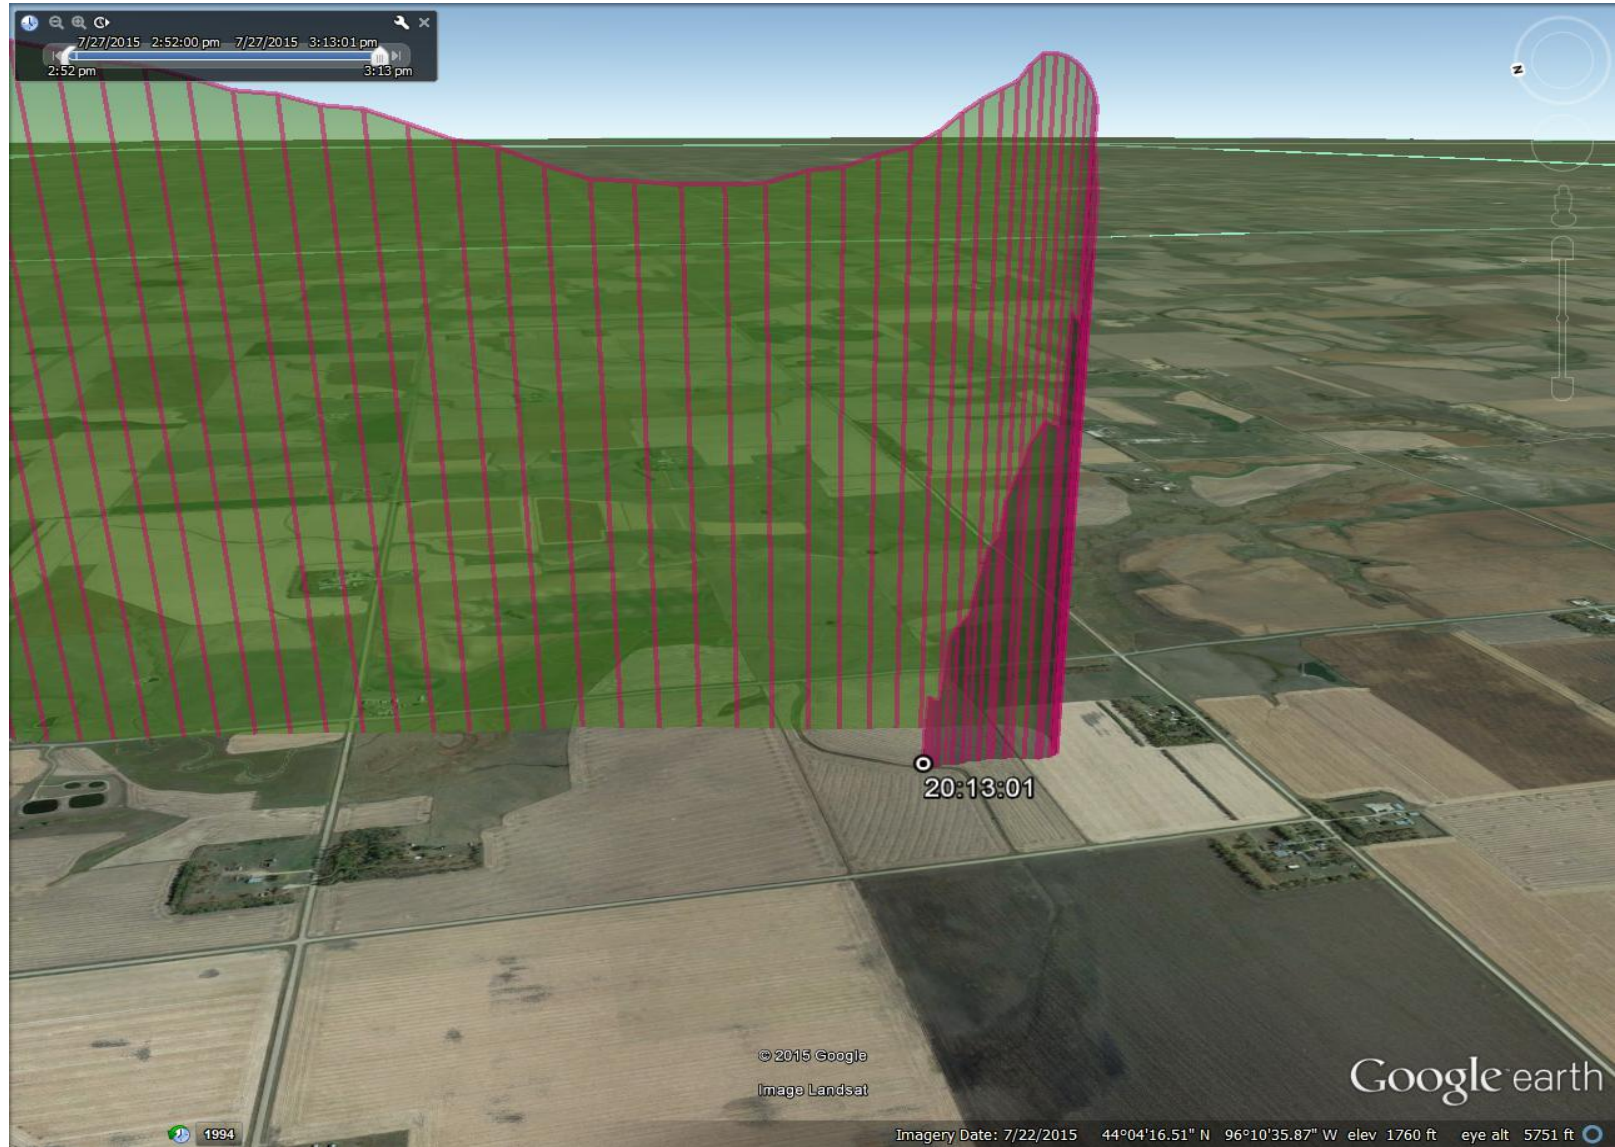 7/27/2015 2:52:00 pm 7/27/2015 3:13:01 pm
2:52 pm 3:13 pm
N
20:13:01
© 2015 Google
Image Landsat
Google earth
1994
Imagery Date: 7/22/2015 44°04'16.51" N 96°10'35.87" W elev 1760 ft eye alt 5751 ft